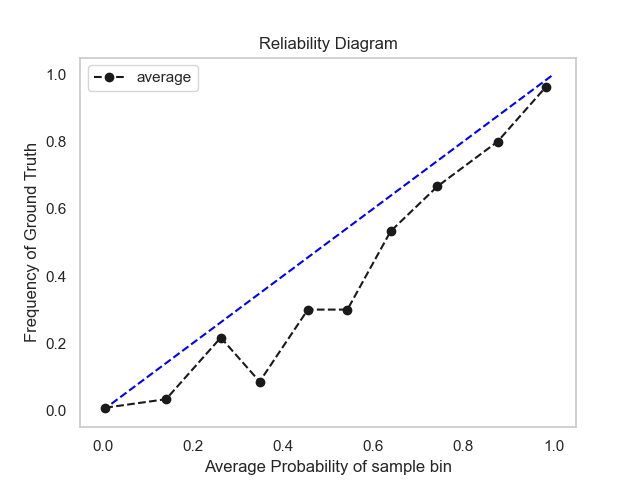 Reliability Diagram
average
Frequency of Ground Truth
1.0
0.8
0.6
0.4
0.2
0.0
0.0 0.2 0.4 0.6 0.8 1.0
Average Probability of sample bin